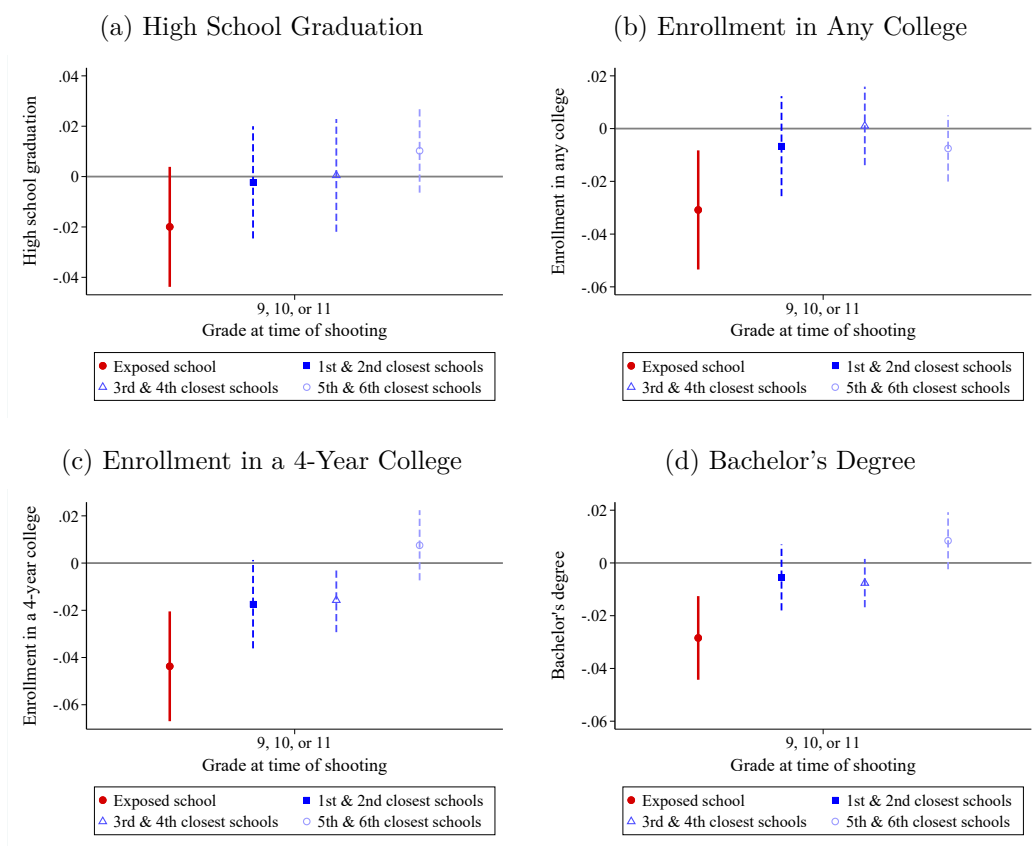 (a) High School Graduation
High school graduation
.04
.02
0
-.02
-.04
9, 10, or 11
Grade at time of shooting
Exposed school
1st & 2nd closest schools
3rd & 4th closest schools
5th & 6th closest schools
(b) Enrollment in Any College
Enrollment in any college
.02
0
-.02
-.04
-.06
9, 10, or 11
Grade at time of shooting
Exposed school
1st & 2nd closest schools
3rd & 4th closest schools
5th & 6th closest schools
(c) Enrollment in a 4-Year College
Enrollment in a 4-year college
.02
0
-.02
-.04
-.06
9, 10, or 11
Grade at time of shooting
Exposed school
1st & 2nd closest schools
3rd & 4th closest schools
5th & 6th closest schools
(d) Bachelor's Degree
Bachelor's degree
.02
0
-.02
-.04
-.06
9, 10, or 11
Grade at time of shooting
Exposed school
1st & 2nd closest schools
3rd & 4th closest schools
5th & 6th closest schools